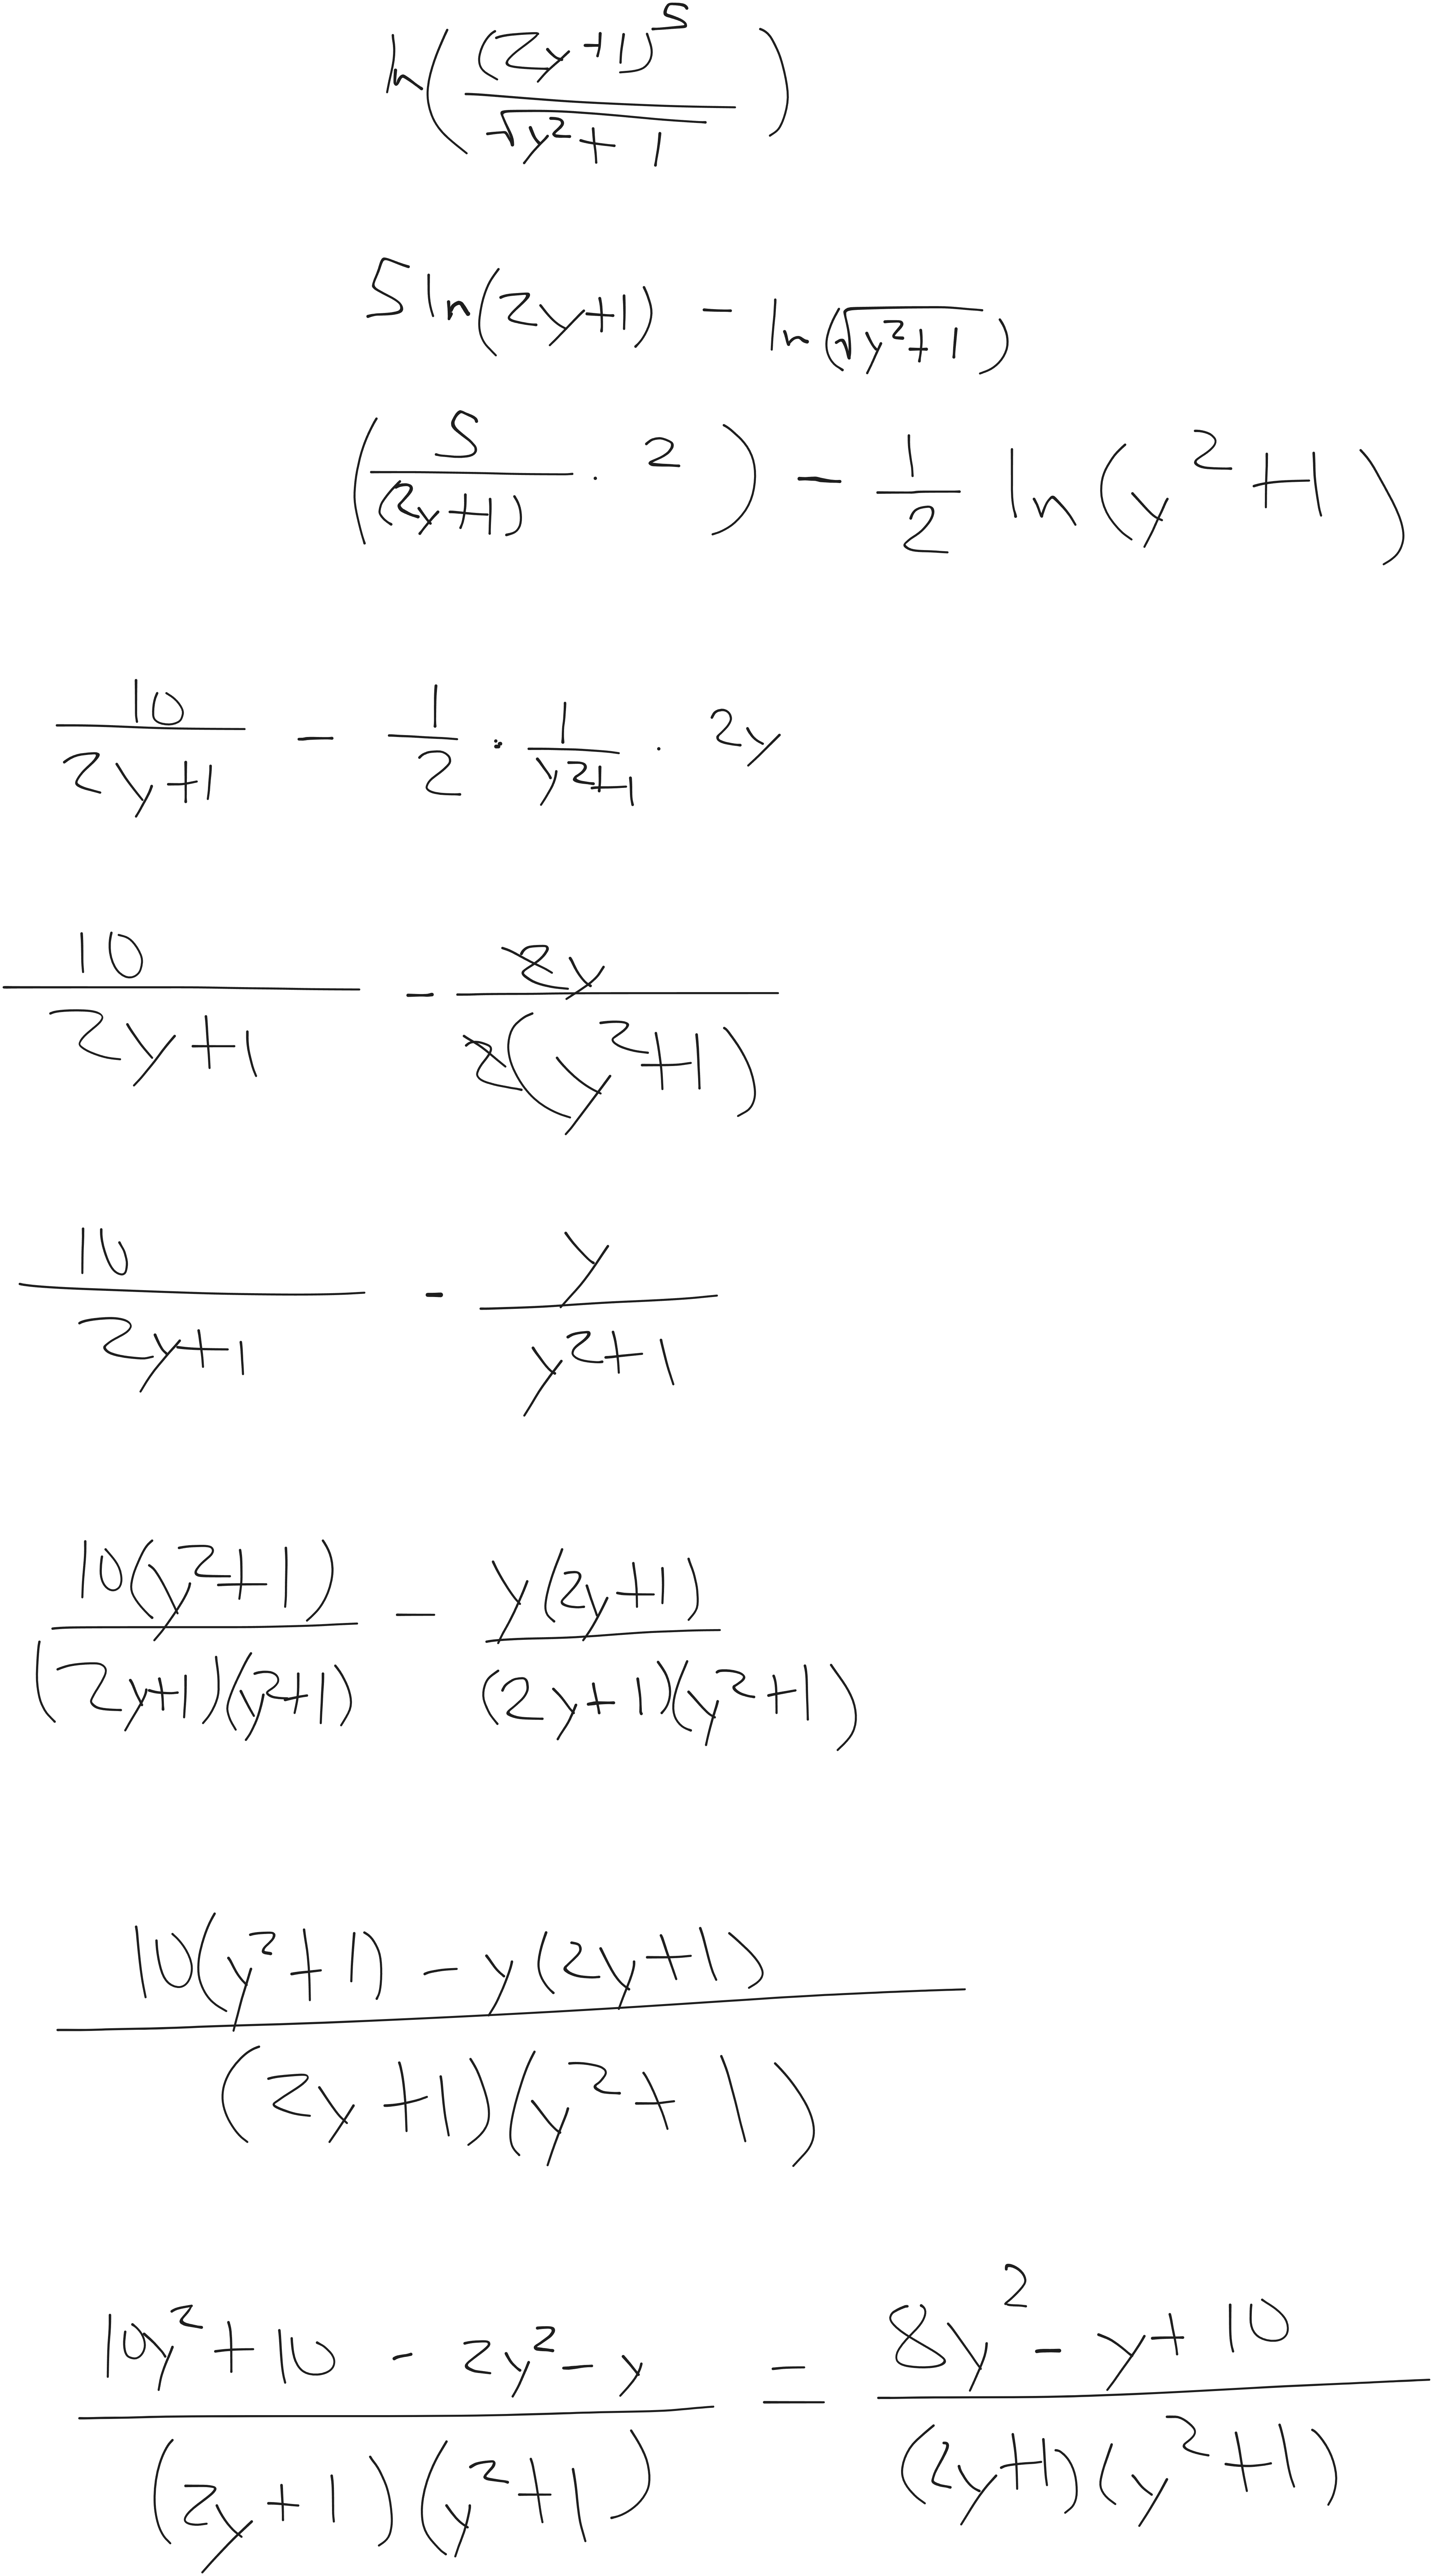 ln( (2y+1)^5 / √(y²+1) )
5ln(2y+1) − ln(√(y²+1))
( 5/(2y+1) · 2 ) − 1/2 ln(y²+1)
10/(2y+1) − 1/2 · 1/(y²+1) · 2y
10/(2y+1) − 2y/(2(y²+1))
10/(2y+1) − y/(y²+1)
10(y²+1)/((2y+1)(y²+1)) − y(2y+1)/((2y+1)(y²+1))
(10(y²+1) − y(2y+1))/((2y+1)(y²+1))
(10y²+10 − 2y² − y)/((2y+1)(y²+1)) = (8y² − y + 10)/((2y+1)(y²+1))